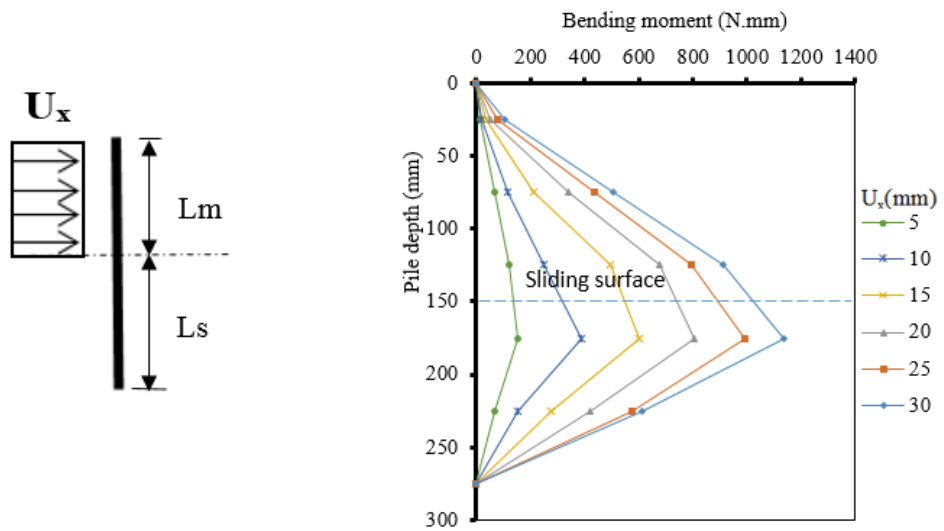 Uₓ
Lm
Ls
Bending moment (N.mm)
0 200 400 600 800 1000 1200 1400
Pile depth (mm)
0
50
100
150
200
250
300
Sliding surface
Uₓ(mm)
5
10
15
20
25
30